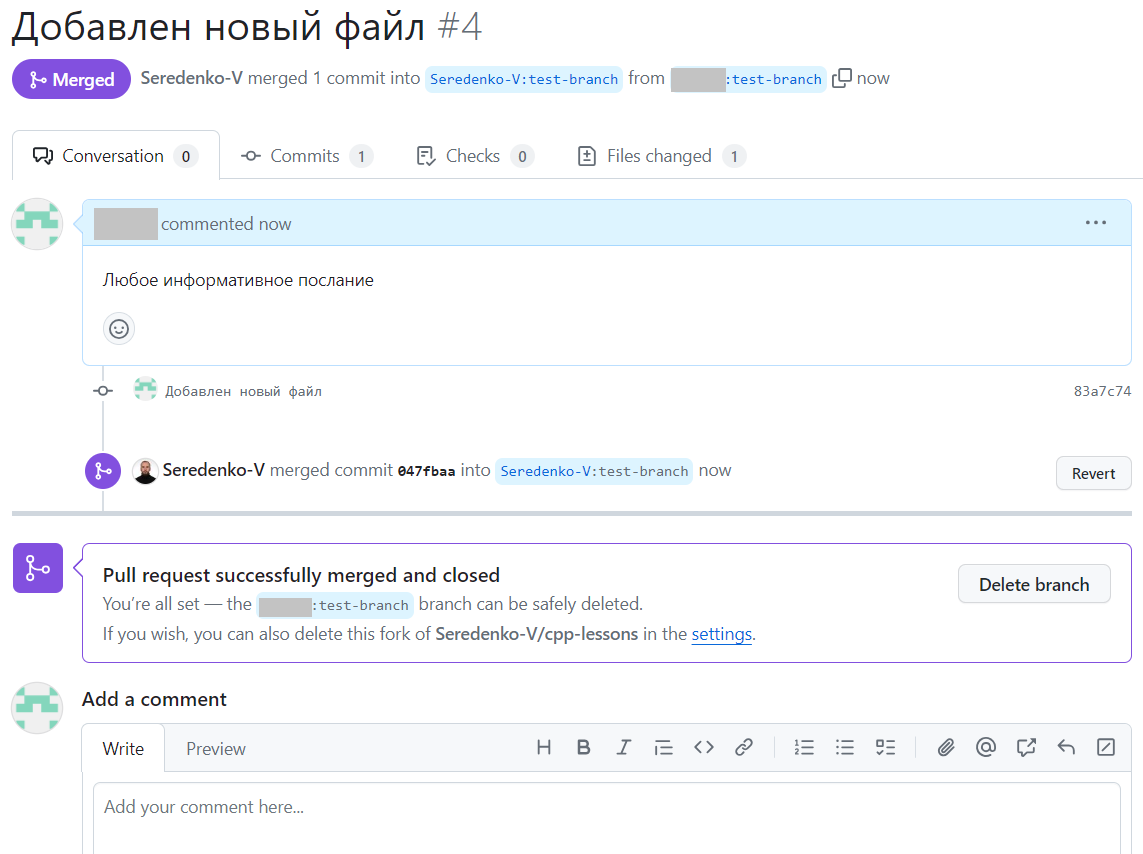 Добавлен новый файл #4
Merged Seredenko-V merged 1 commit into Seredenko-V:test-branch from :test-branch now
Conversation 0 Commits 1 Checks 0 Files changed 1
commented now
Любое информативное послание
Добавлен новый файл 83a7c74
Seredenko-V merged commit 047fbaa into Seredenko-V:test-branch now Revert
Pull request successfully merged and closed
You’re all set — the :test-branch branch can be safely deleted.
Delete branch
If you wish, you can also delete this fork of Seredenko-V/cpp-lessons in the settings.
Add a comment
Write Preview
Add your comment here...